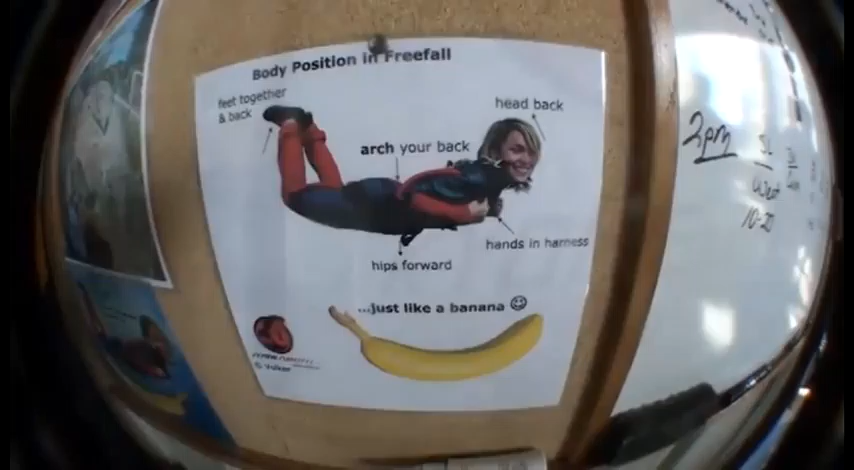 Body Position in Freefall
feet together
& back
head back
arch your back
hands in harness
hips forward
...just like a banana ☺
2pm
West
10-20